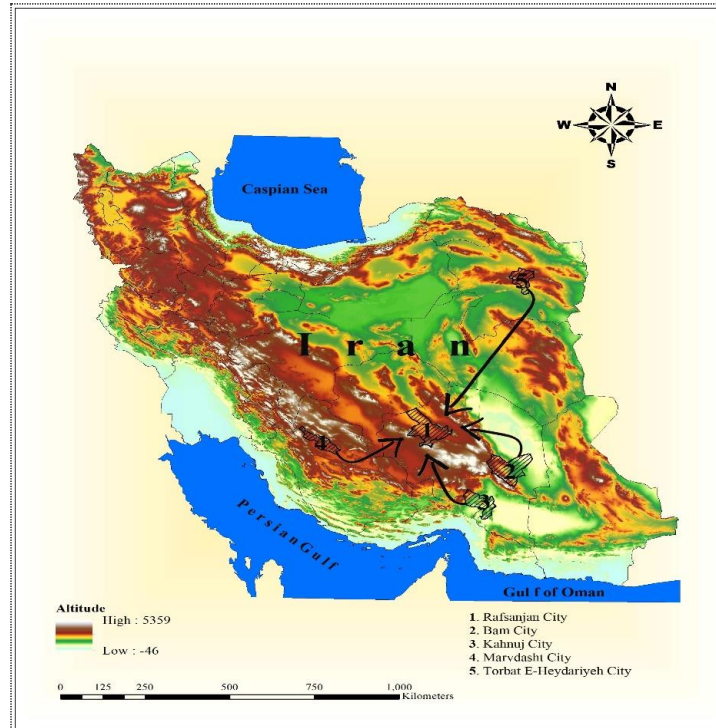 N
W E
S
Caspian Sea
5
I r a n
1
4
2
3
Persian Gulf
Gulf of Oman
Altitude
High : 5359
Low : -46
1. Rafsanjan City
2. Bam City
3. Kahnuj City
4. Marvdasht City
5. Torbat E-Heydariyeh City
0 125 250 500 750 1,000
Kilometers